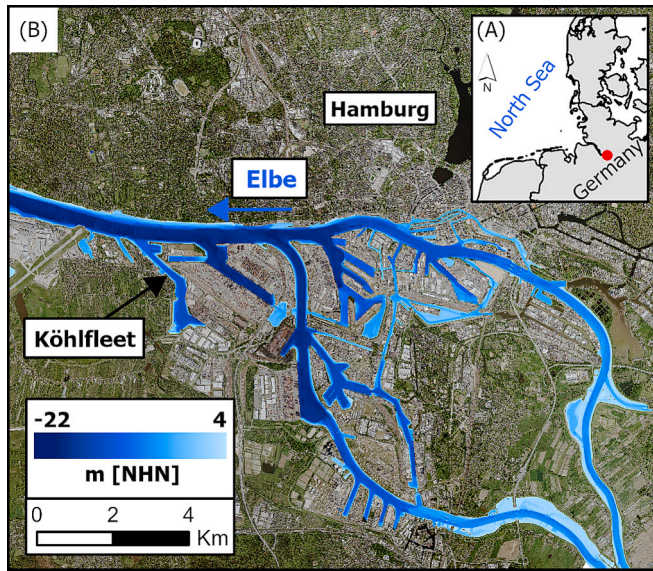 (B)
(A)
N
North Sea
Germany
Hamburg
Elbe
Köhlfleet
-22 4
m [NHN]
0 2 4
Km